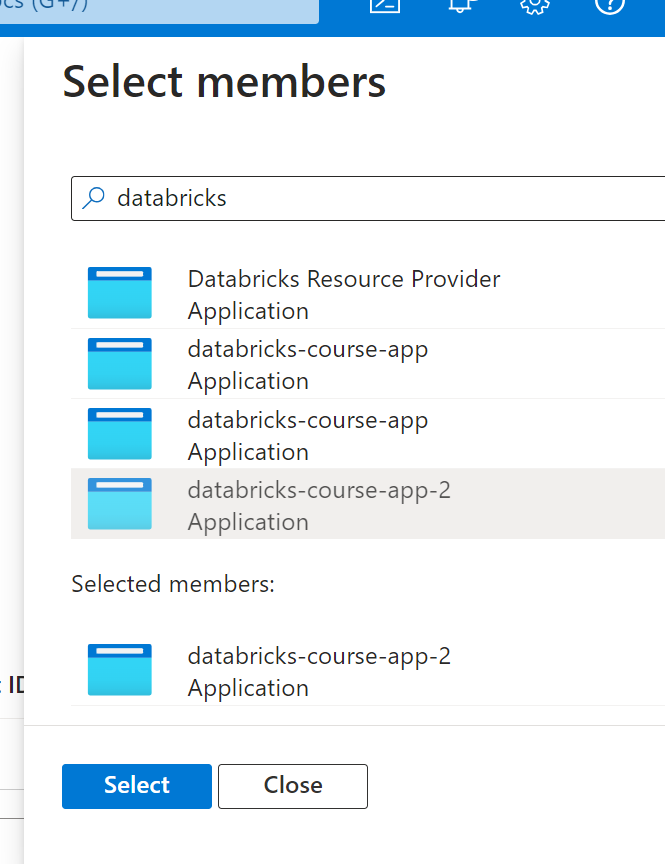 (G+/)
Select members
databricks
Databricks Resource Provider
Application
databricks-course-app
Application
databricks-course-app
Application
databricks-course-app-2
Application
Selected members:
databricks-course-app-2
Application
ID
Select
Close